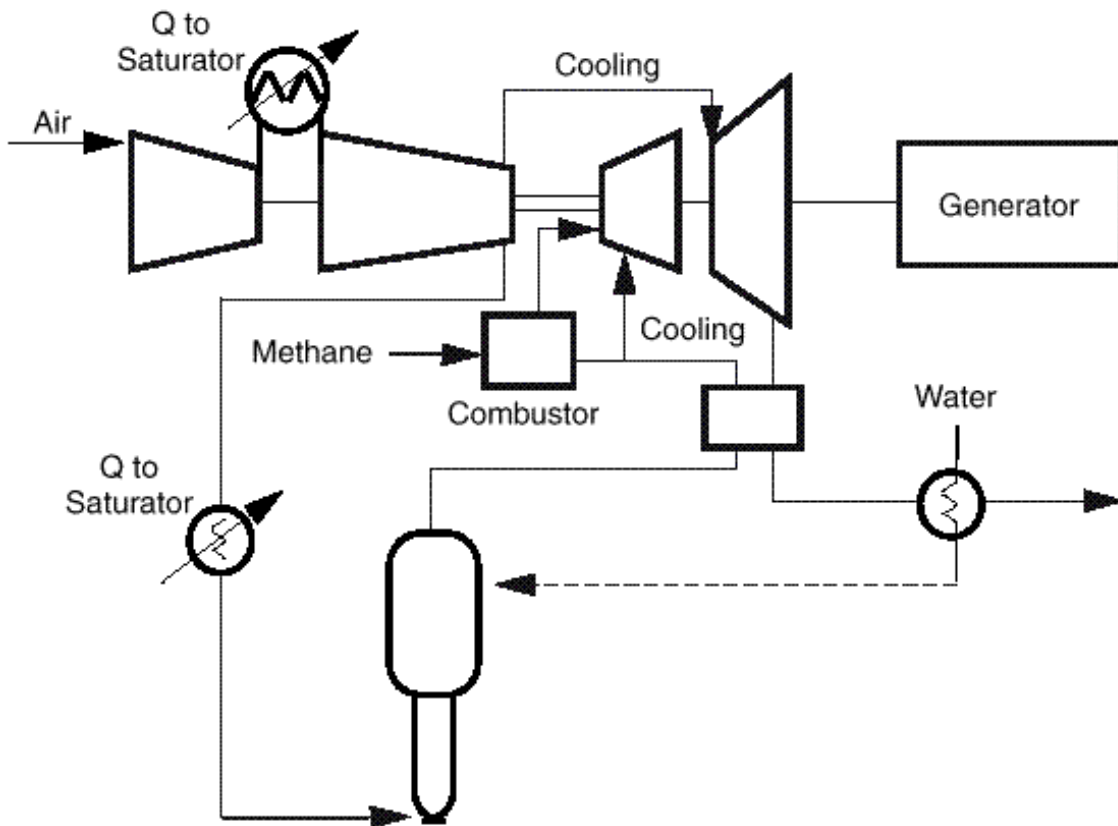 Q to
Saturator
Cooling
Air
Generator
Cooling
Methane
Combustor
Water
Q to
Saturator